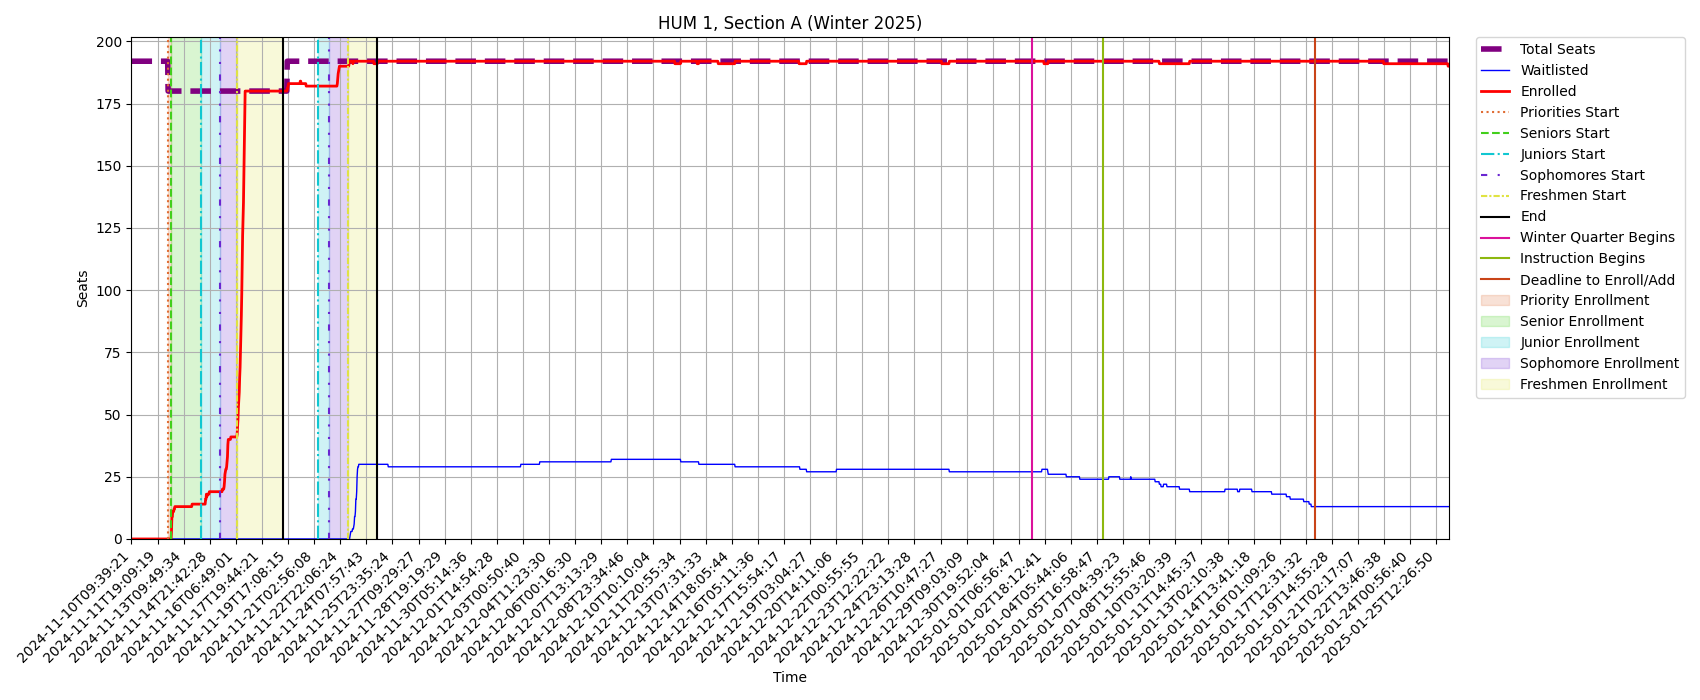 HUM 1, Section A (Winter 2025)
Seats
200
175
150
125
100
75
50
25
0
2024-11-10T09:39:21
2024-11-11T19:09:19
2024-11-13T09:49:34
2024-11-14T21:42:28
2024-11-16T06:49:01
2024-11-17T19:44:21
2024-11-19T17:08:15
2024-11-21T02:56:08
2024-11-22T22:06:24
2024-11-24T07:57:43
2024-11-25T23:35:24
2024-11-27T09:29:27
2024-11-28T19:19:29
2024-11-30T05:14:36
2024-12-01T14:54:28
2024-12-03T00:50:40
2024-12-04T11:23:30
2024-12-06T00:16:30
2024-12-07T13:13:29
2024-12-08T23:34:46
2024-12-10T10:10:04
2024-12-11T20:55:34
2024-12-13T07:31:33
2024-12-14T18:05:44
2024-12-16T05:11:36
2024-12-17T15:54:17
2024-12-19T03:04:27
2024-12-20T14:11:06
2024-12-22T00:55:55
2024-12-23T12:22:22
2024-12-24T23:13:28
2024-12-26T10:47:27
2024-12-29T09:03:09
2024-12-30T19:52:04
2025-01-01T06:56:47
2025-01-02T18:12:41
2025-01-04T05:44:06
2025-01-05T16:58:47
2025-01-07T04:39:23
2025-01-08T15:55:46
2025-01-10T03:20:39
2025-01-11T14:45:37
2025-01-13T02:10:38
2025-01-14T13:41:18
2025-01-16T01:09:26
2025-01-17T12:31:32
2025-01-19T14:55:28
2025-01-21T02:17:07
2025-01-22T13:46:38
2025-01-24T00:56:40
2025-01-25T12:26:50
Time
Total Seats
Waitlisted
Enrolled
Priorities Start
Seniors Start
Juniors Start
Sophomores Start
Freshmen Start
End
Winter Quarter Begins
Instruction Begins
Deadline to Enroll/Add
Priority Enrollment
Senior Enrollment
Junior Enrollment
Sophomore Enrollment
Freshmen Enrollment